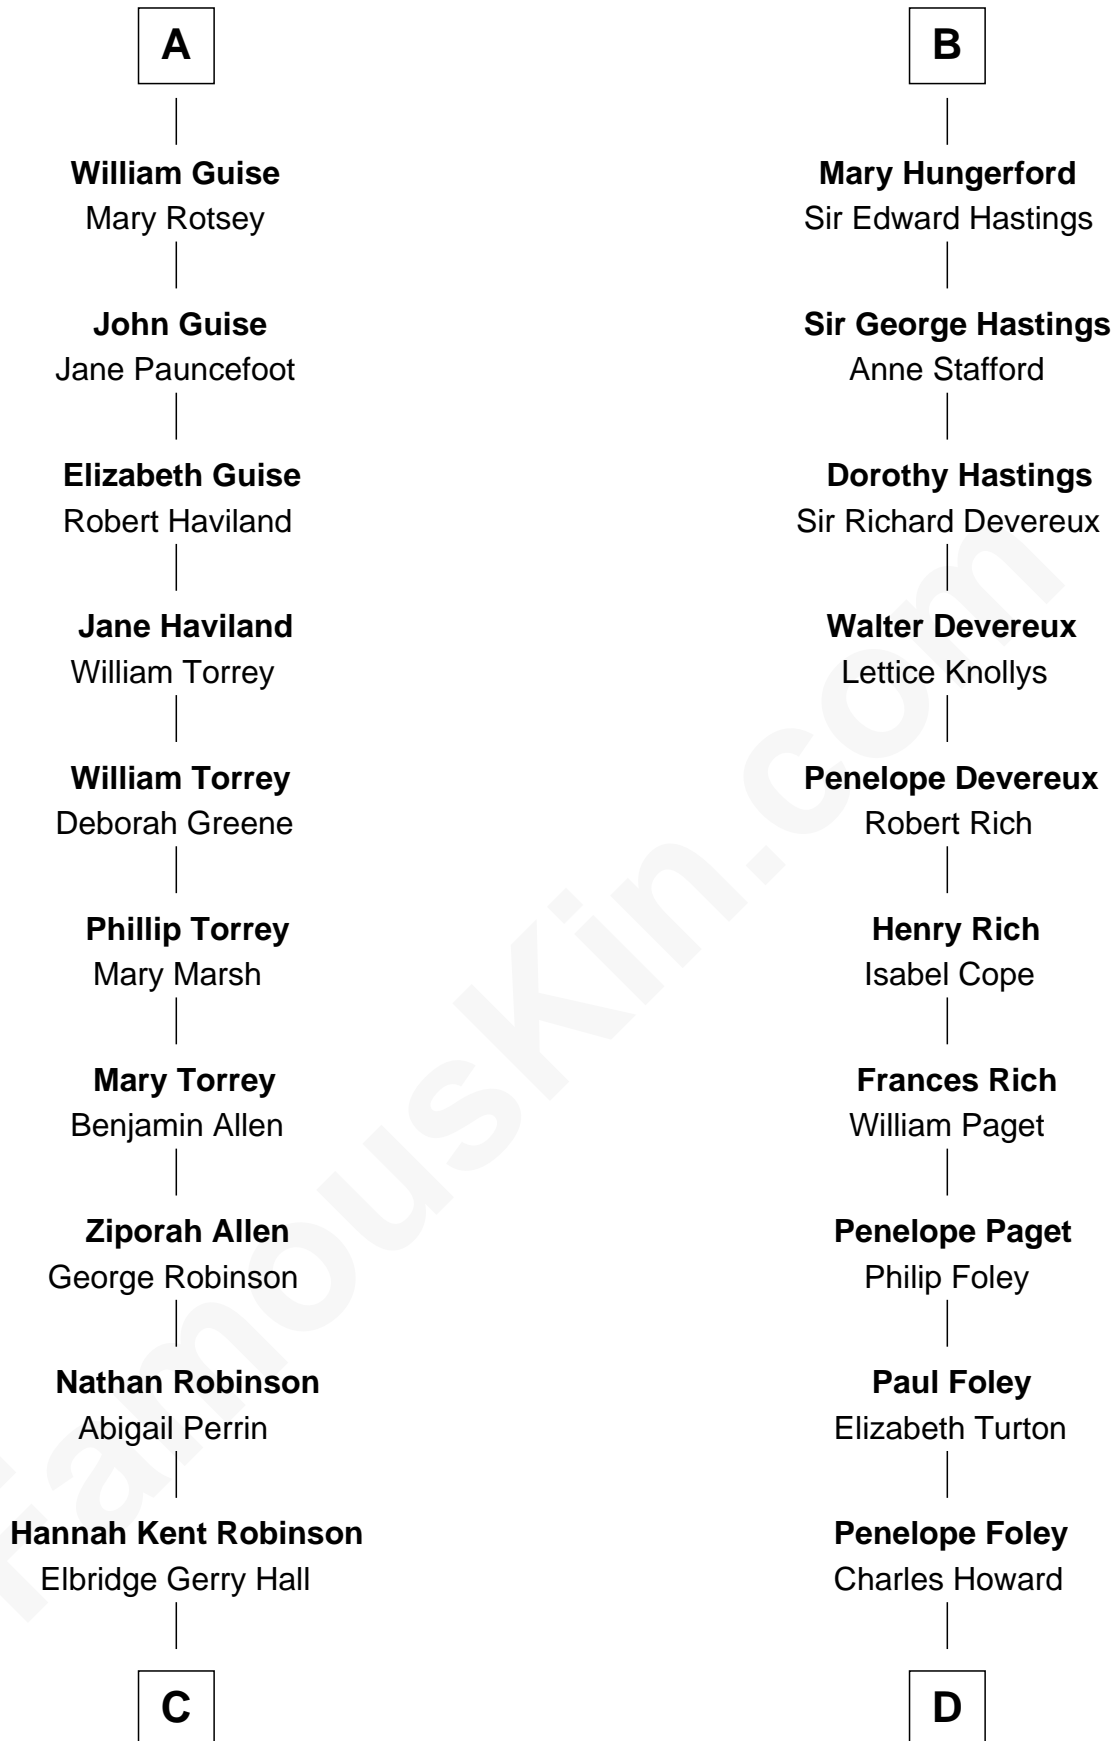 A
William Guise
Mary Rotsey
John Guise
Jane Pauncefoot
Elizabeth Guise
Robert Haviland
Jane Haviland
William Torrey
William Torrey
Deborah Greene
Phillip Torrey
Mary Marsh
Mary Torrey
Benjamin Allen
Ziporah Allen
George Robinson
Nathan Robinson
Abigail Perrin
Hannah Kent Robinson
Elbridge Gerry Hall
C
B
Mary Hungerford
Sir Edward Hastings
Sir George Hastings
Anne Stafford
Dorothy Hastings
Sir Richard Devereux
Walter Devereux
Lettice Knollys
Penelope Devereux
Robert Rich
Henry Rich
Isabel Cope
Frances Rich
William Paget
Penelope Paget
Philip Foley
Paul Foley
Elizabeth Turton
Penelope Foley
Charles Howard
D
famouskin.com